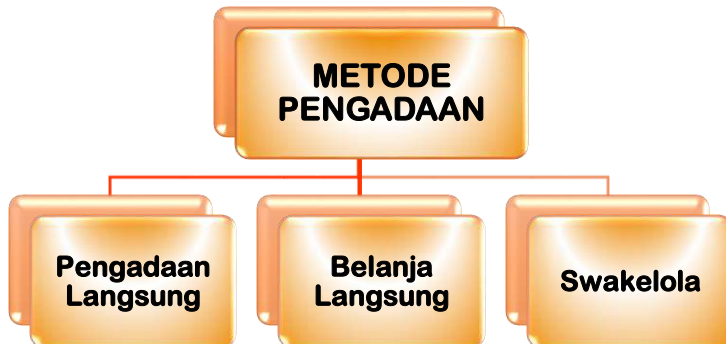 METODE
PENGADAAN
Pengadaan
Langsung
Belanja
Langsung
Swakelola